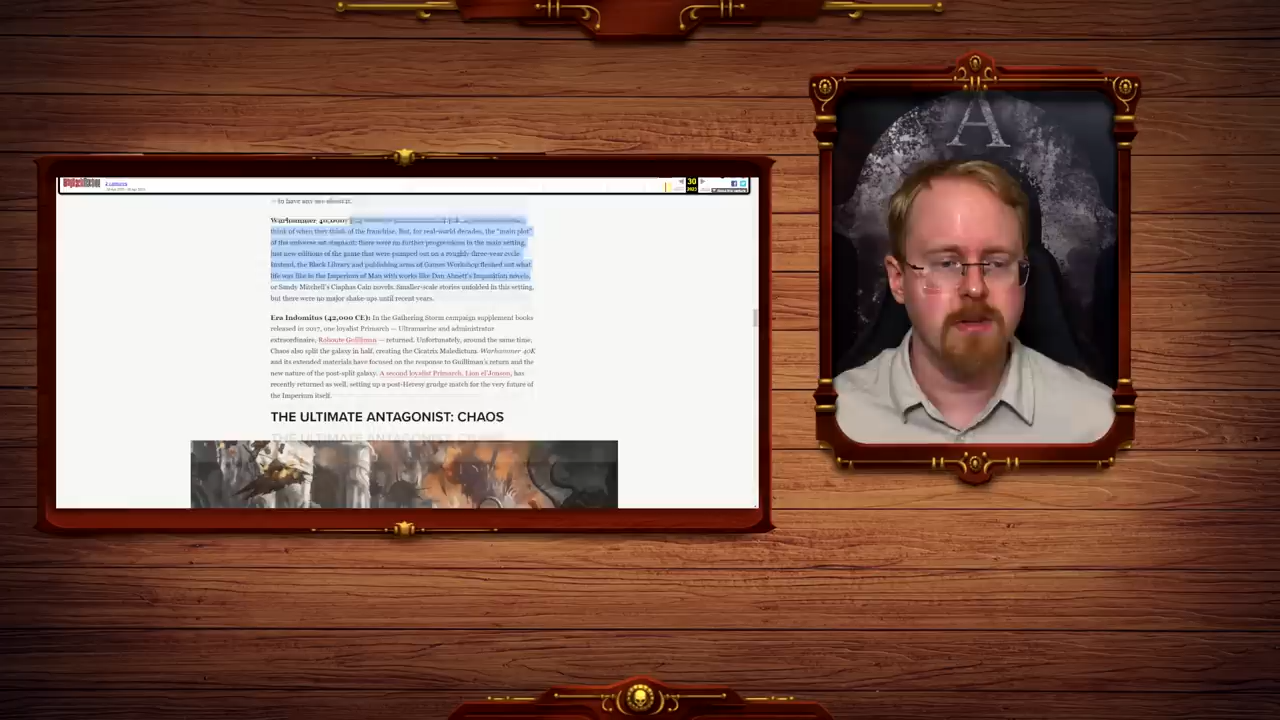 A
2 captures
30
to have any see about it.
Warhammer 40,000:
think of when they think of the franchise. But, for real-world decades, the "main plot"
of the universe sat stagnant; there were no further progressions in the main setting,
just new editions of the game that were pumped out on a roughly three-year cycle
Instead, the Black Library and publishing arms of Games Workshop fleshed out what
life was like in the Imperium of Man with works like Dan Abnett's Inquisition novels,
or Sandy Mitchell's Ciaphas Cain novels. Smaller-scale stories unfolded in this setting,
but there were no major shake-ups until recent years.
Era Indomitus (42,000 CE): In the Gathering Storm campaign supplement books
released in 2017, one loyalist Primarch — Ultramarine and administrator
extraordinaire, Roboute Guilliman — returned. Unfortunately, around the same time,
Chaos also split the galaxy in half, creating the Cicatrix Maledictum. Warhammer 40K
and its extended materials have focused on the response to Guilliman's return and the
new nature of the post-split galaxy. A second loyalist Primarch, Lion el'Jonson, has
recently returned as well, setting up a post-Heresy grudge match for the very future of
the Imperium itself.
THE ULTIMATE ANTAGONIST: CHAOS